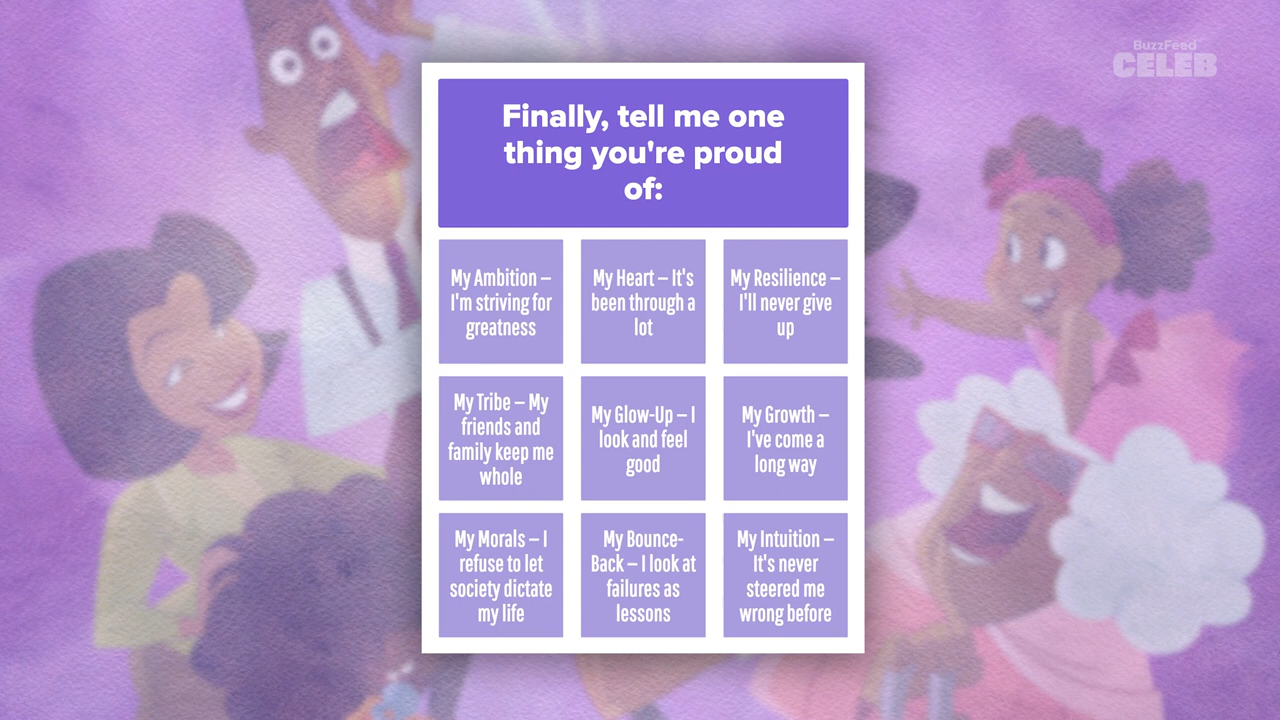 BuzzFeed
CELEB
Finally, tell me one
thing you're proud
of:
My Ambition –
I'm striving for
greatness
My Heart – It's
been through a
lot
My Resilience –
I'll never give
up
My Tribe – My
friends and
family keep me
whole
My Glow-Up – I
look and feel
good
My Growth –
I've come a
long way
My Morals – I
refuse to let
society dictate
my life
My Bounce-
Back – I look at
failures as
lessons
My Intuition –
It's never
steered me
wrong before